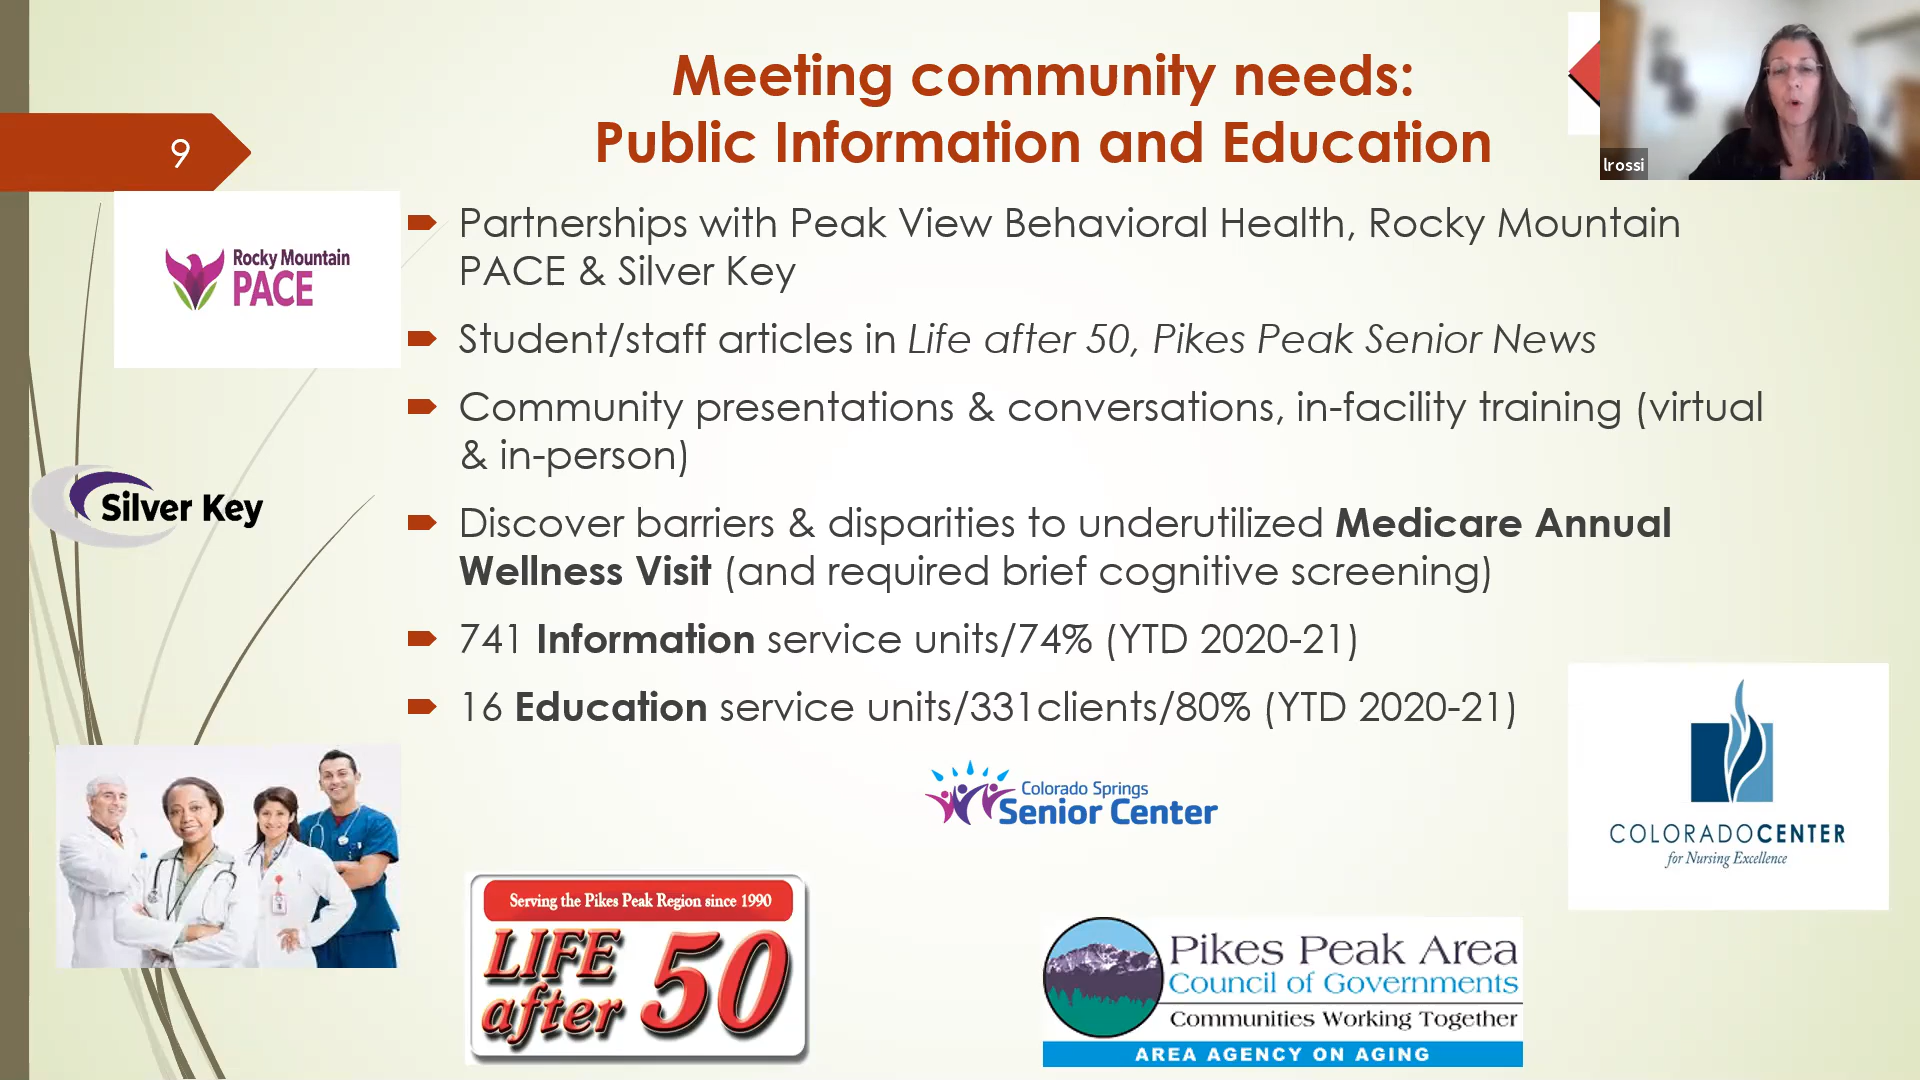 Meeting community needs:
Public Information and Education
lrossi
9
Rocky Mountain
PACE
Partnerships with Peak View Behavioral Health, Rocky Mountain
PACE & Silver Key
Student/staff articles in Life after 50, Pikes Peak Senior News
Community presentations & conversations, in-facility training (virtual
& in-person)
Silver Key
Discover barriers & disparities to underutilized Medicare Annual
Wellness Visit (and required brief cognitive screening)
741 Information service units/74% (YTD 2020-21)
16 Education service units/331clients/80% (YTD 2020-21)
Colorado Springs
Senior Center
COLORADOCENTER
for Nursing Excellence
Serving the Pikes Peak Region since 1990
LIFE
after
50
Pikes Peak Area
Council of Governments
Communities Working Together
AREA AGENCY ON AGING